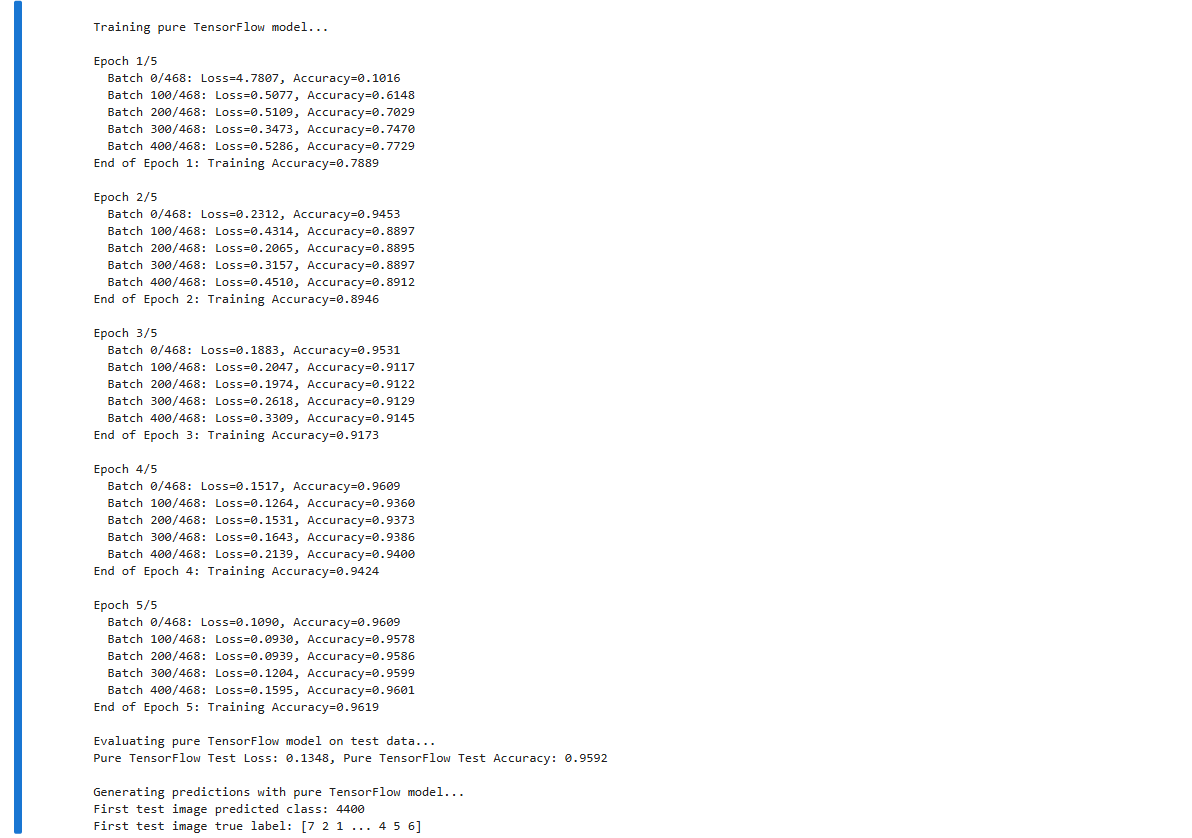 Training pure TensorFlow model...
Epoch 1/5
Batch 0/468: Loss=4.7807, Accuracy=0.1016
Batch 100/468: Loss=0.5077, Accuracy=0.6148
Batch 200/468: Loss=0.5109, Accuracy=0.7029
Batch 300/468: Loss=0.3473, Accuracy=0.7470
Batch 400/468: Loss=0.5286, Accuracy=0.7729
End of Epoch 1: Training Accuracy=0.7889
Epoch 2/5
Batch 0/468: Loss=0.2312, Accuracy=0.9453
Batch 100/468: Loss=0.4314, Accuracy=0.8897
Batch 200/468: Loss=0.2065, Accuracy=0.8895
Batch 300/468: Loss=0.3157, Accuracy=0.8897
Batch 400/468: Loss=0.4510, Accuracy=0.8912
End of Epoch 2: Training Accuracy=0.8946
Epoch 3/5
Batch 0/468: Loss=0.1883, Accuracy=0.9531
Batch 100/468: Loss=0.2047, Accuracy=0.9117
Batch 200/468: Loss=0.1974, Accuracy=0.9122
Batch 300/468: Loss=0.2618, Accuracy=0.9129
Batch 400/468: Loss=0.3309, Accuracy=0.9145
End of Epoch 3: Training Accuracy=0.9173
Epoch 4/5
Batch 0/468: Loss=0.1517, Accuracy=0.9609
Batch 100/468: Loss=0.1264, Accuracy=0.9360
Batch 200/468: Loss=0.1531, Accuracy=0.9373
Batch 300/468: Loss=0.1643, Accuracy=0.9386
Batch 400/468: Loss=0.2139, Accuracy=0.9400
End of Epoch 4: Training Accuracy=0.9424
Epoch 5/5
Batch 0/468: Loss=0.1090, Accuracy=0.9609
Batch 100/468: Loss=0.0930, Accuracy=0.9578
Batch 200/468: Loss=0.0939, Accuracy=0.9586
Batch 300/468: Loss=0.1204, Accuracy=0.9599
Batch 400/468: Loss=0.1595, Accuracy=0.9601
End of Epoch 5: Training Accuracy=0.9619
Evaluating pure TensorFlow model on test data...
Pure TensorFlow Test Loss: 0.1348, Pure TensorFlow Test Accuracy: 0.9592
Generating predictions with pure TensorFlow model...
First test image predicted class: 4400
First test image true label: [7 2 1 ... 4 5 6]